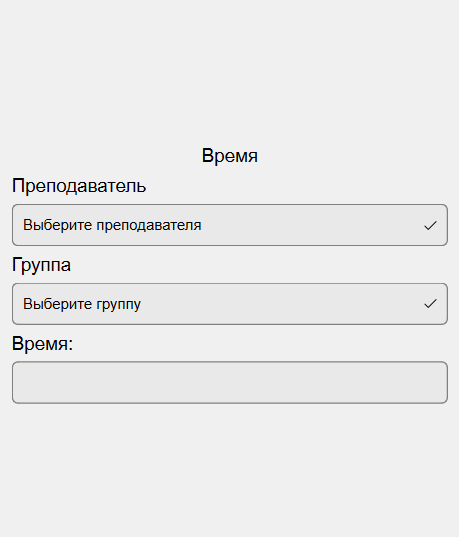 Время
Преподаватель
Выберите преподавателя
Группа
Выберите группу
Время: